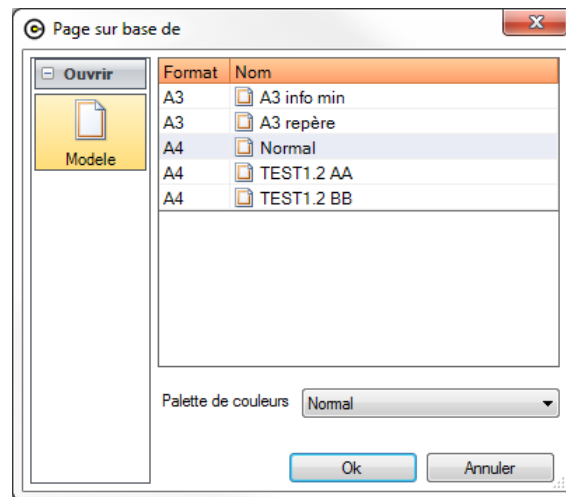 Page sur base de
Ouvrir
Modele
Format Nom
A3 A3 info min
A3 A3 repère
A4 Normal
A4 TEST1.2 AA
A4 TEST1.2 BB
Palette de couleurs Normal
Ok Annuler